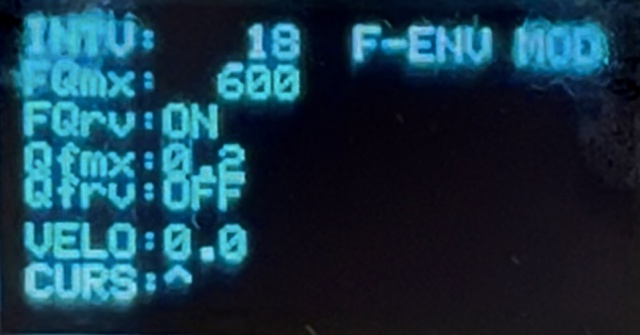 INTV: 18 F-ENV MOD
FQmx: 600
FQrv:ON
Qfmx:0.2
Qfrv:OFF
VELO:0.0
CURS:^